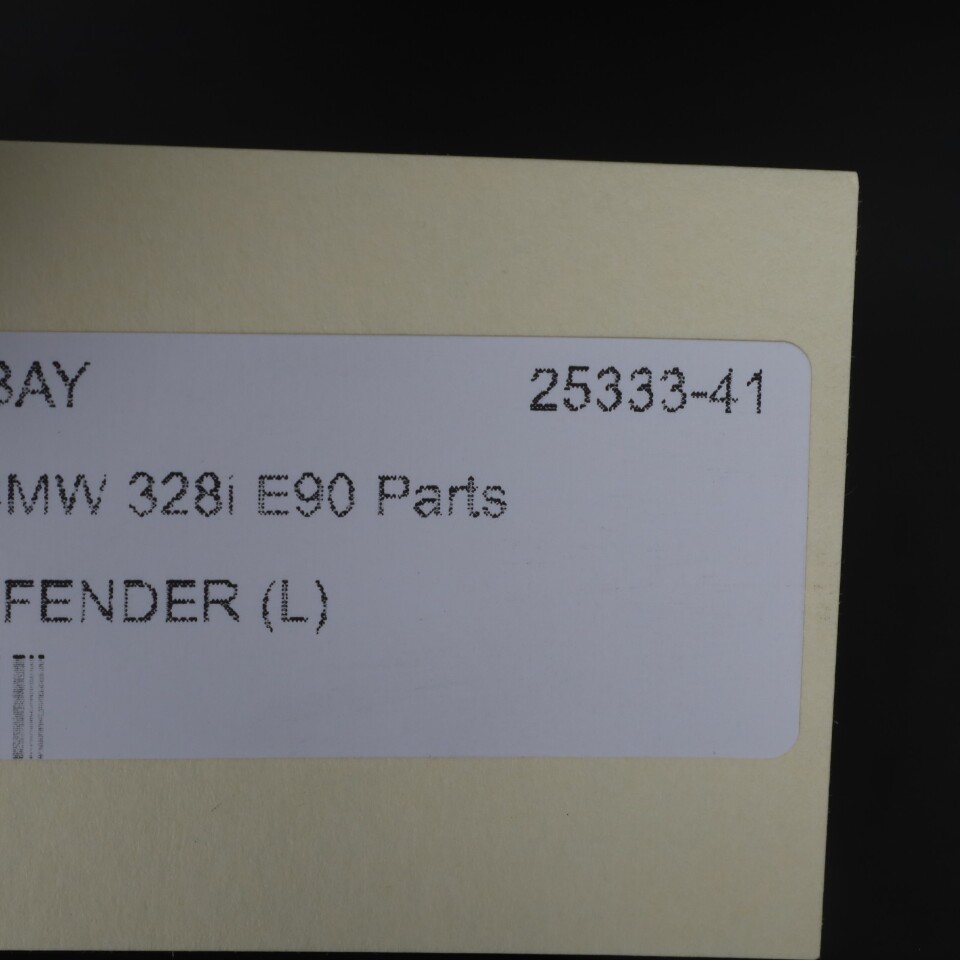 BAY 25333-41
MW 328i E90 Parts
FENDER (L)